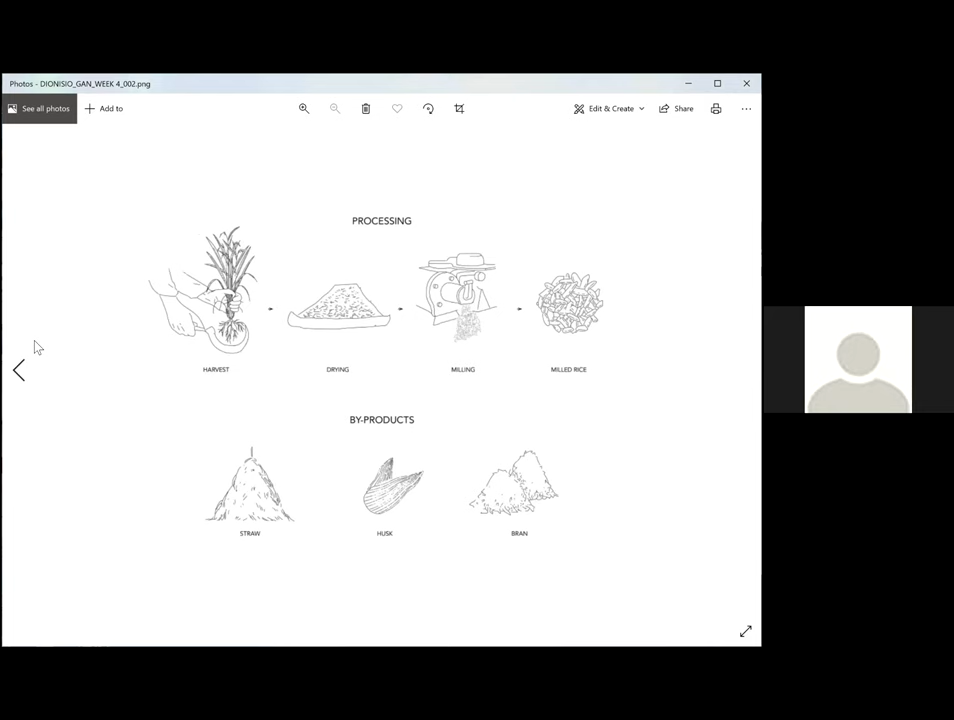 Photos - DIONISIO_GAN_WEEK 4_002.png
See all photos
Add to
Edit & Create
Share
PROCESSING
HARVEST
DRYING
MILLING
MILLED RICE
BY-PRODUCTS
STRAW
HUSK
BRAN